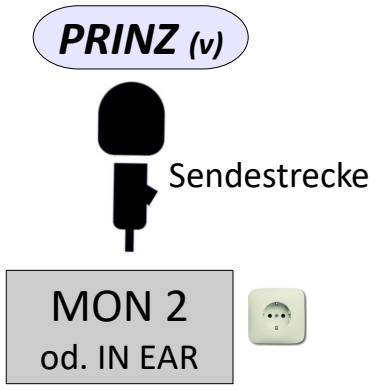 PRINZ (v)
Sendestrecke
MON 2
od. IN EAR